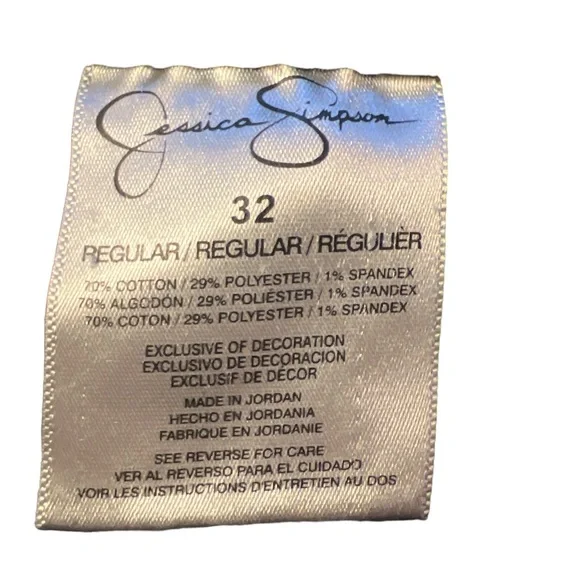 Jessica Simpson
32
REGULAR / REGULAR / RÉGULIÈR
70% COTTON / 29% POLYESTER / 1% SPANDEX
70% ALGODÓN / 29% POLIÉSTER / 1% SPANDEX
70% COTON / 29% POLYESTER / 1% SPANDEX
EXCLUSIVE OF DECORATION
EXCLUSIVO DE DECORACION
EXCLUSIF DE DÉCOR
MADE IN JORDAN
HECHO EN JORDANIA
FABRIQUE EN JORDANIE
SEE REVERSE FOR CARE
VER AL REVERSO PARA EL CUIDADO
VOIR LES INSTRUCTIONS D'ENTRETIEN AU DOS